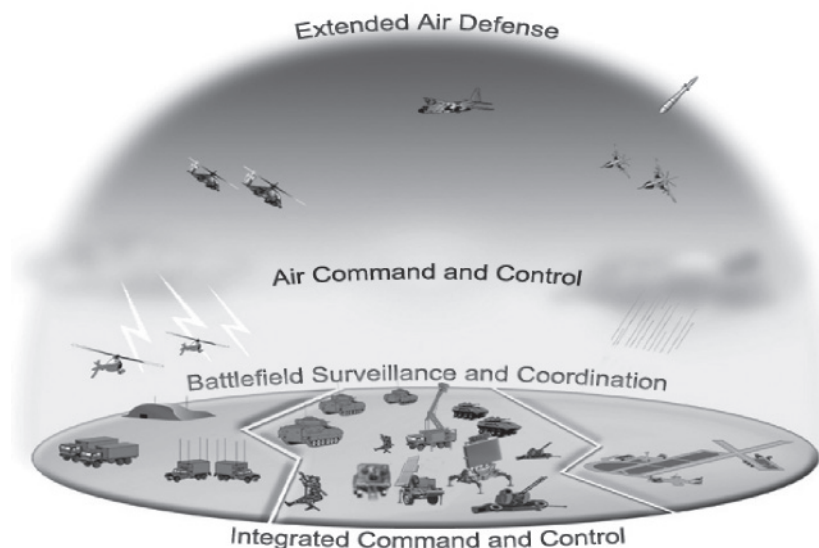 Extended Air Defense
Air Command and Control
Battlefield Surveillance and Coordination
Integrated Command and Control